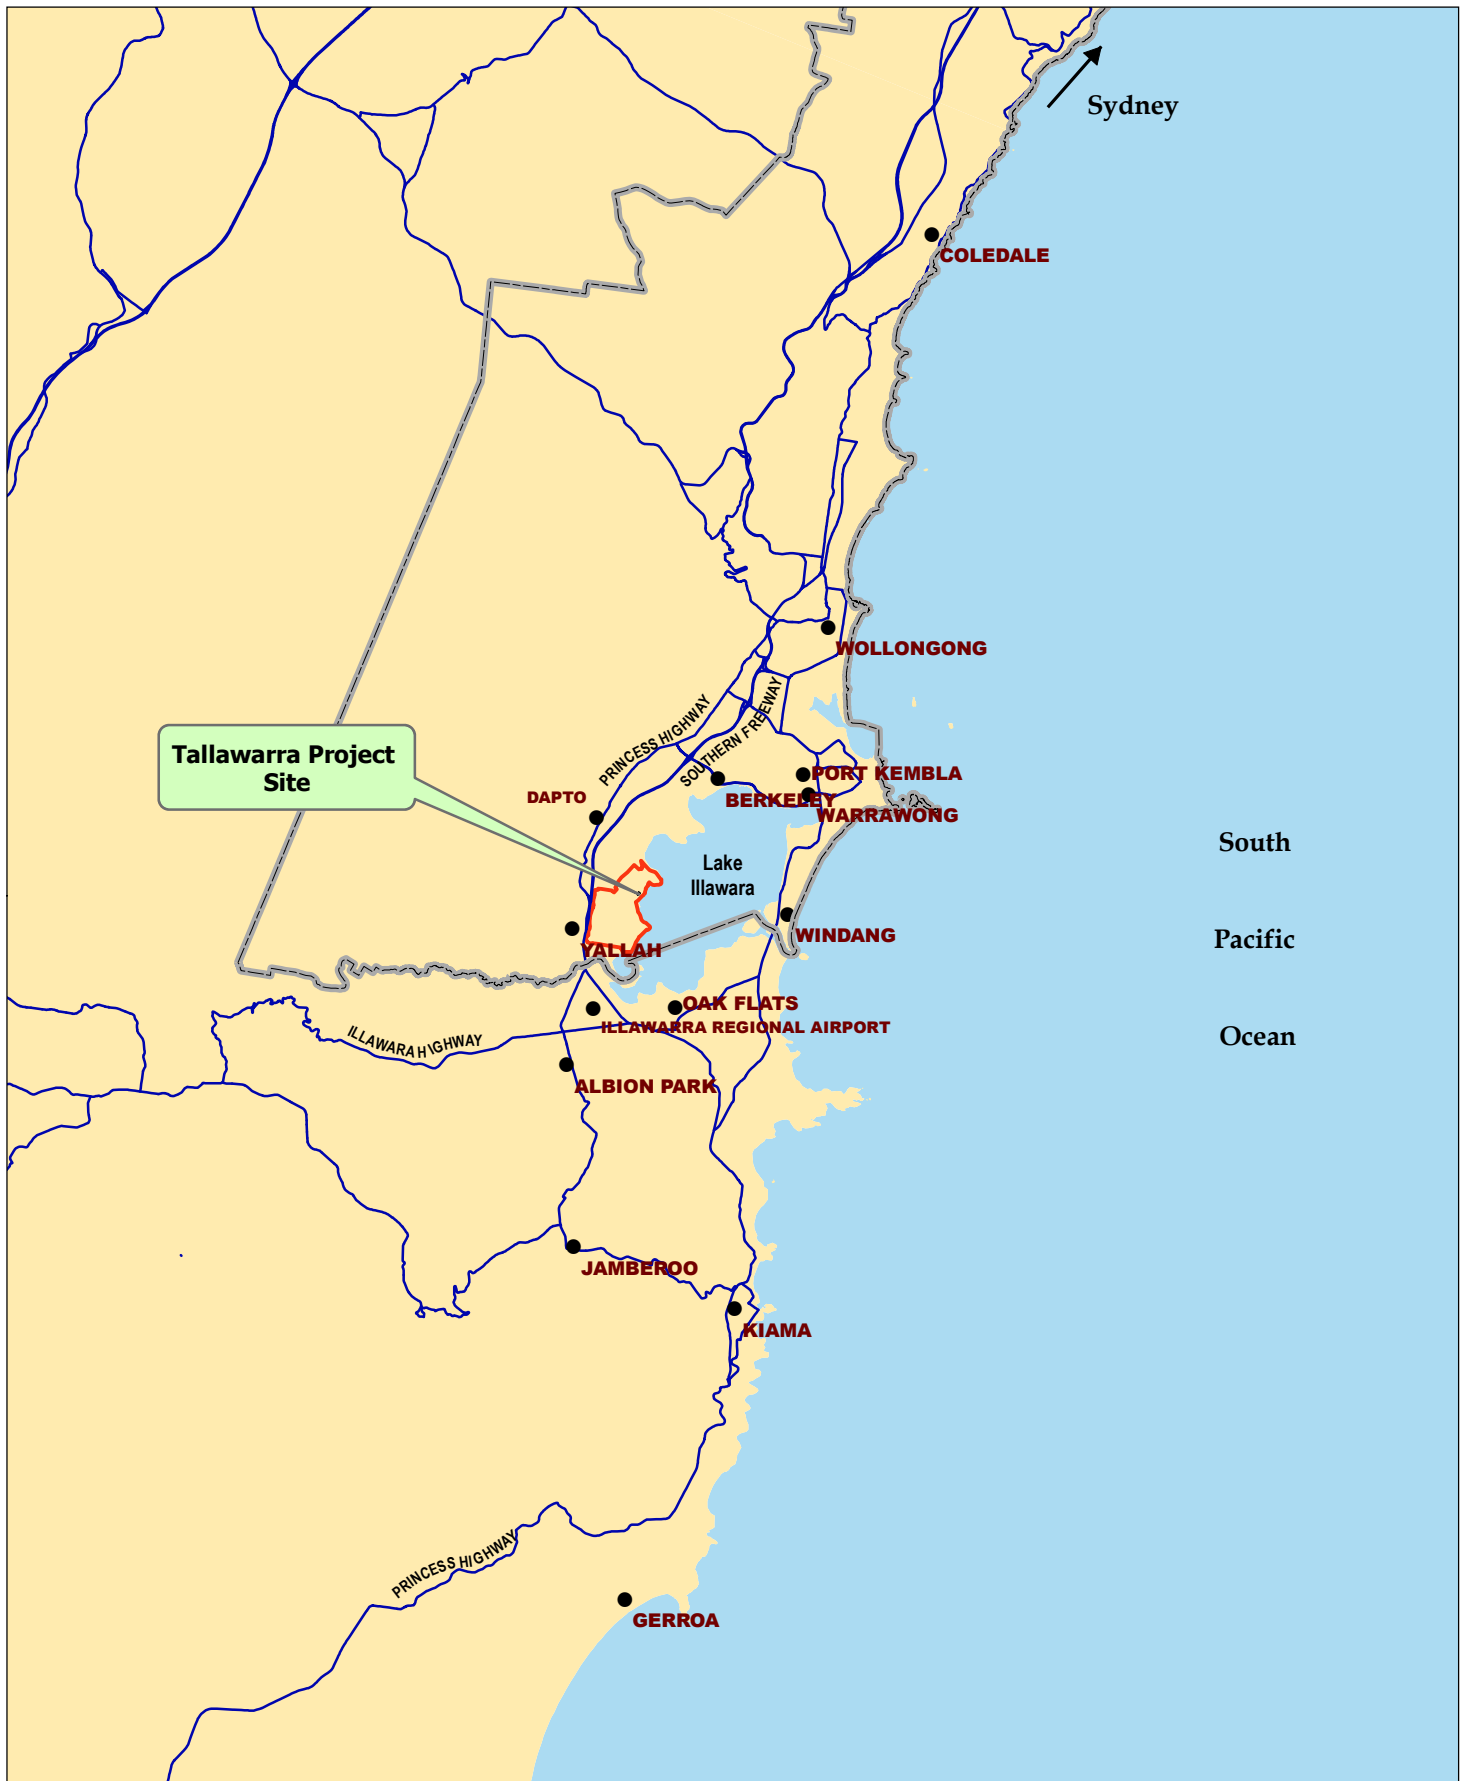 Sydney
COLEDALE
WOLLONGONG
PRINCESS HIGHWAY
SOUTHERN FREEWAY
Tallawarra Project
Site
PORT KEMBLA
DAPTO
BERKELEY
WARRAWONG
South
Lake
Illawara
WINDANG
Pacific
YALLAH
OAK FLATS
ILLAWARRA REGIONAL AIRPORT
ILLAWARA HIGHWAY
Ocean
ALBION PARK
JAMBEROO
KIAMA
PRINCESS HIGHWAY
GERROA